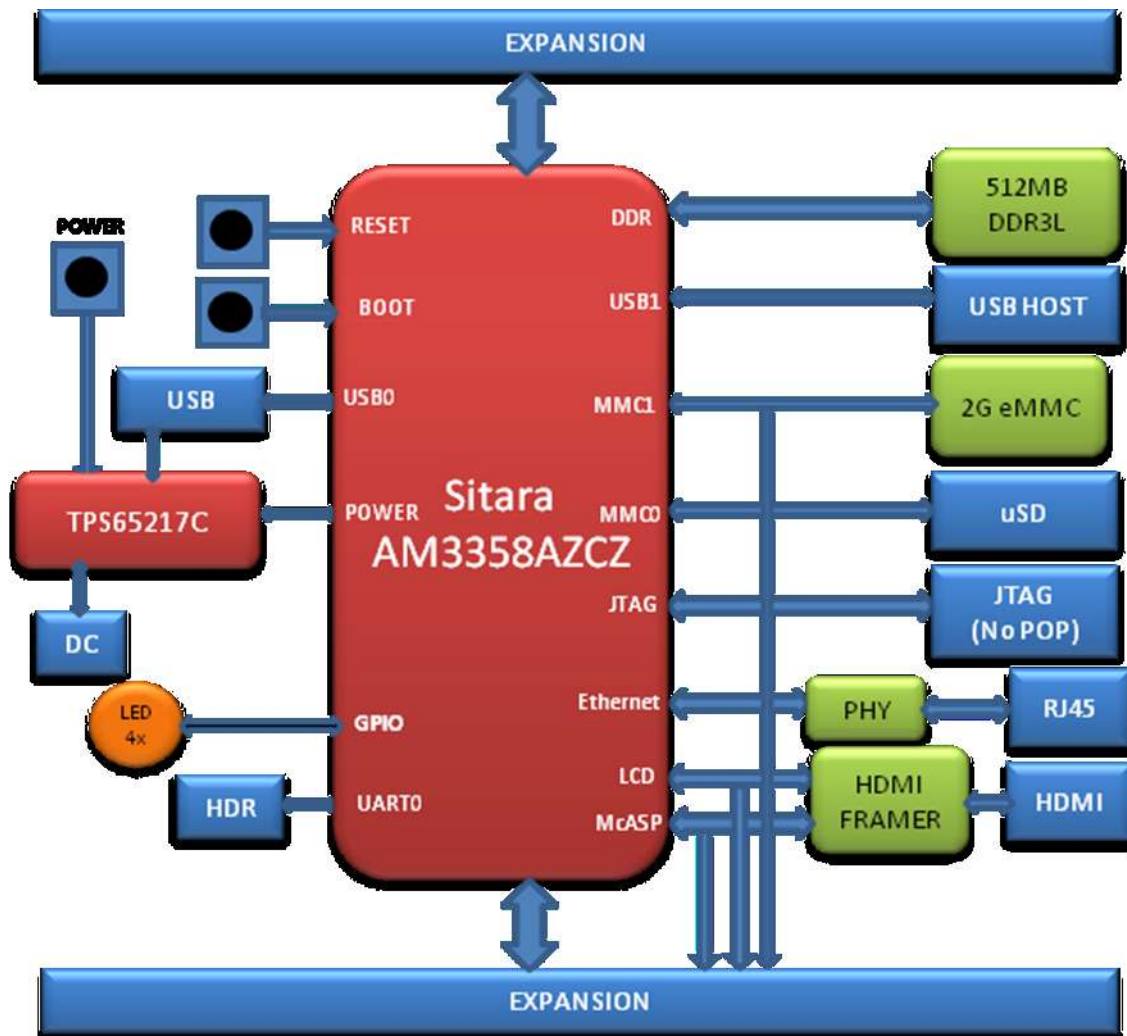 EXPANSION
POWER
RESET
BOOT
USB
USB0
TPS65217C
POWER
DC
LED
4x
GPIO
HDR
UART0
Sitara
AM3358AZCZ
DDR
512MB
DDR3L
USB1
USB HOST
MMC1
2G eMMC
MMC0
uSD
JTAG
JTAG
(No POP)
Ethernet
PHY
RJ45
LCD
McASP
HDMI
FRAMER
HDMI
EXPANSION